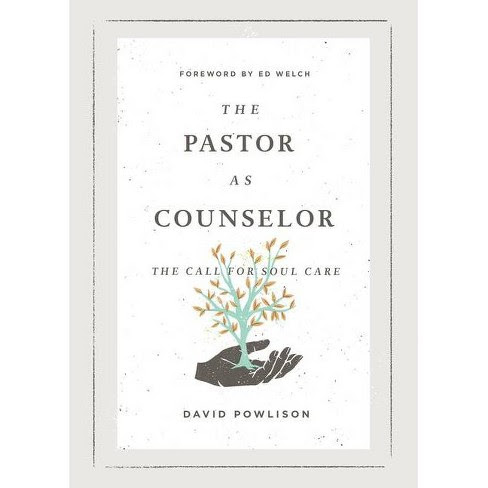 FOREWORD BY ED WELCH
THE
PASTOR
AS
COUNSELOR
THE CALL FOR SOUL CARE
DAVID POWLISON